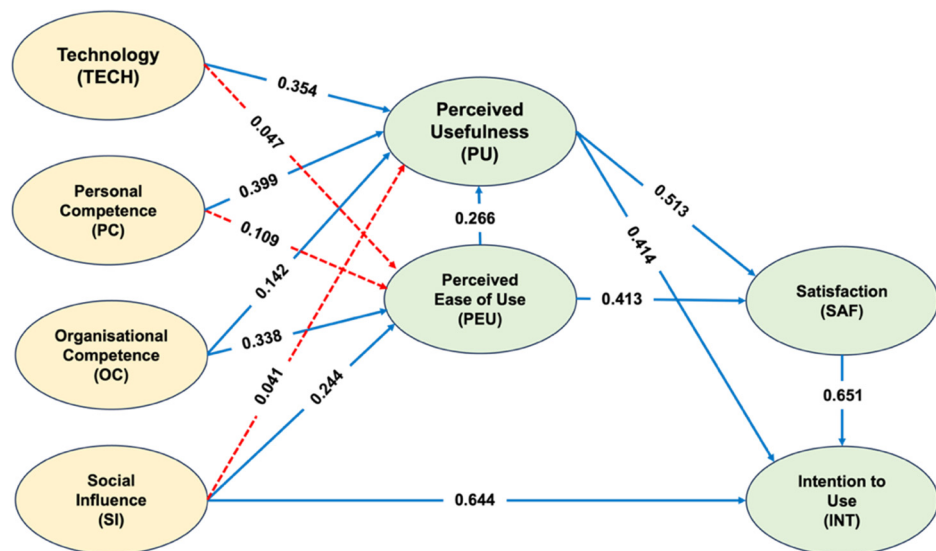 Technology
(TECH)
0.354
Perceived
Usefulness
(PU)
0.047
Personal
Competence
(PC)
0.399
0.109
0.266
0.513
0.414
0.142
Perceived
Ease of Use
(PEU)
0.413
Satisfaction
(SAF)
Organisational
Competence
(OC)
0.338
0.041
0.244
0.651
Social
Influence
(SI)
0.644
Intention to
Use
(INT)